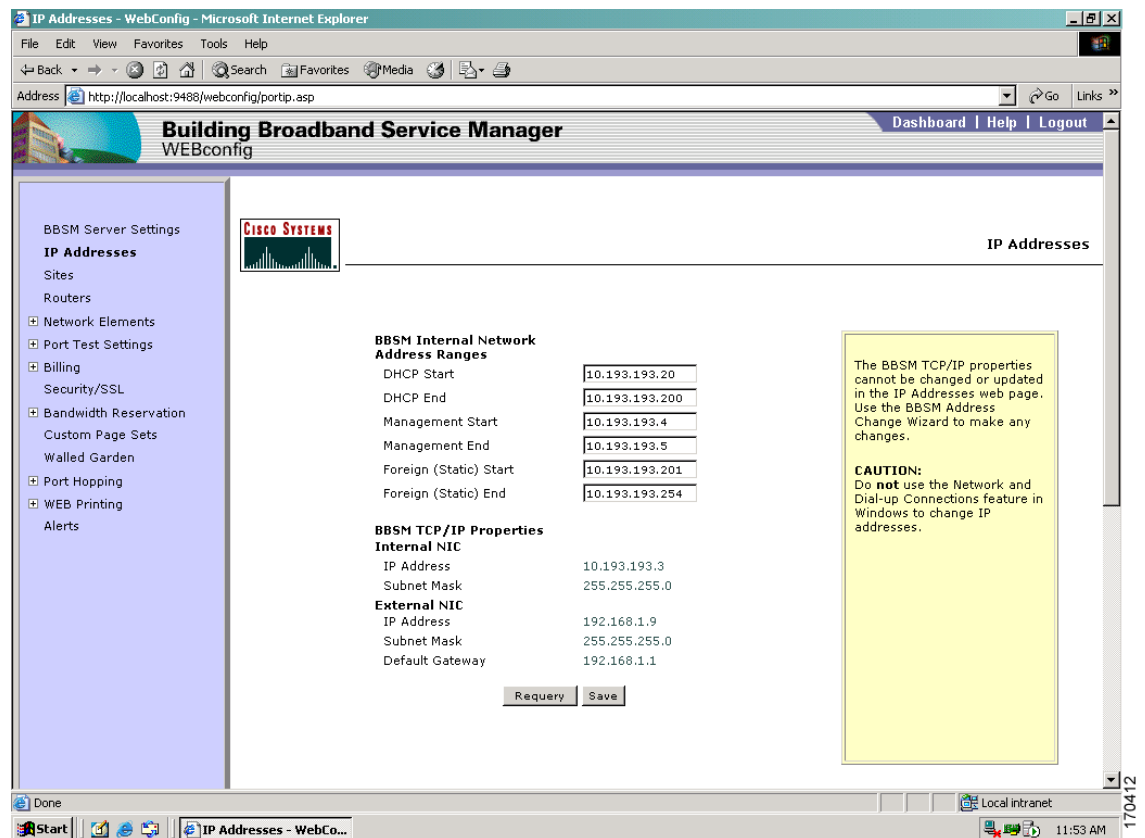 IP Addresses - WebConfig - Microsoft Internet Explorer
File Edit View Favorites Tools Help
Back Search Favorites Media
Address http://localhost:9488/webconfig/portip.asp Go Links »
Building Broadband Service Manager
WEBconfig
Dashboard | Help | Logout
BBSM Server Settings
IP Addresses
Sites
Routers
Network Elements
Port Test Settings
Billing
Security/SSL
Bandwidth Reservation
Custom Page Sets
Walled Garden
Port Hopping
WEB Printing
Alerts
CISCO SYSTEMS
IP Addresses
BBSM Internal Network
Address Ranges
DHCP Start 10.193.193.20
DHCP End 10.193.193.200
Management Start 10.193.193.4
Management End 10.193.193.5
Foreign (Static) Start 10.193.193.201
Foreign (Static) End 10.193.193.254
BBSM TCP/IP Properties
Internal NIC
IP Address 10.193.193.3
Subnet Mask 255.255.255.0
External NIC
IP Address 192.168.1.9
Subnet Mask 255.255.255.0
Default Gateway 192.168.1.1
Requery Save
The BBSM TCP/IP properties
cannot be changed or updated
in the IP Addresses web page.
Use the BBSM Address
Change Wizard to make any
changes.
CAUTION:
Do not use the Network and
Dial-up Connections feature in
Windows to change IP
addresses.
Done Local intranet
Start IP Addresses - WebCo... 11:53 AM
170412